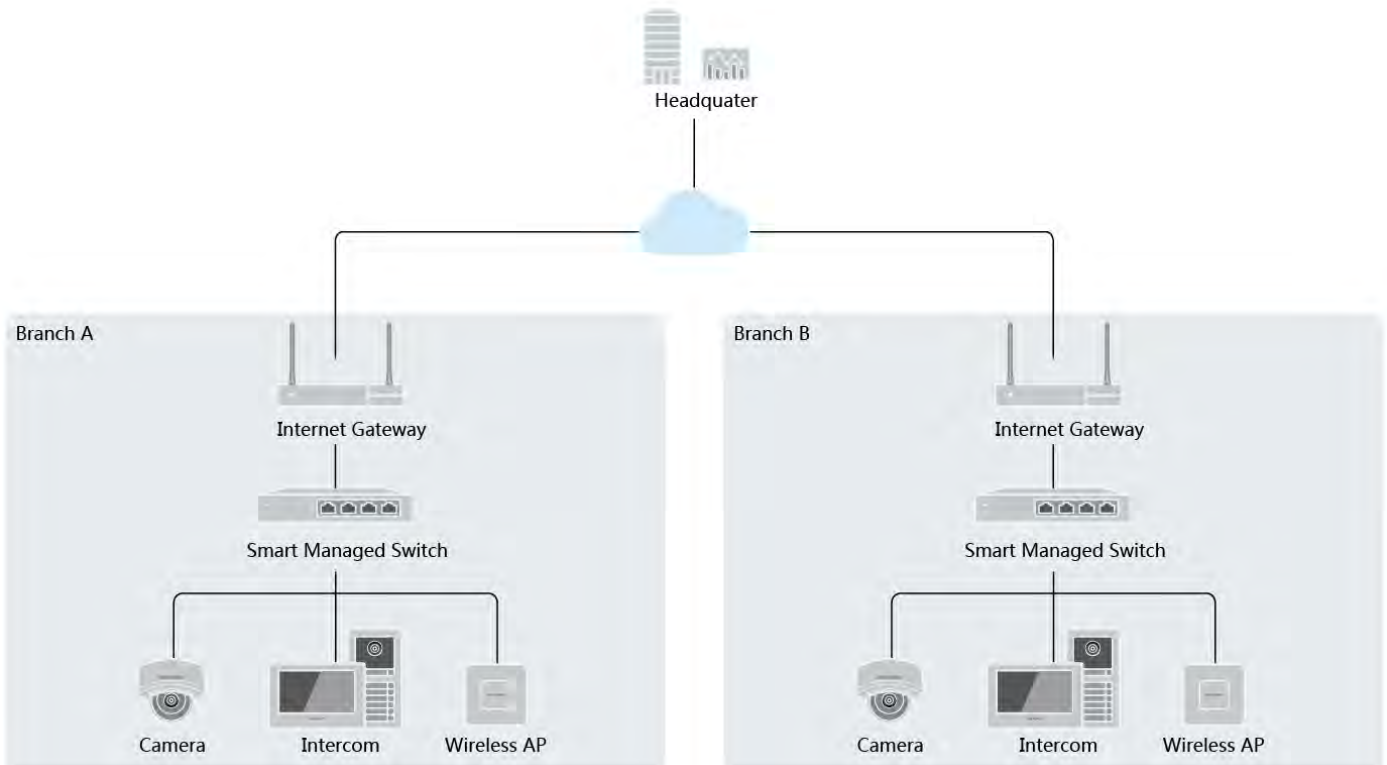 Headquater
Branch A
Branch B
Internet Gateway
Internet Gateway
Smart Managed Switch
Smart Managed Switch
Camera
Intercom
Wireless AP
Camera
Intercom
Wireless AP